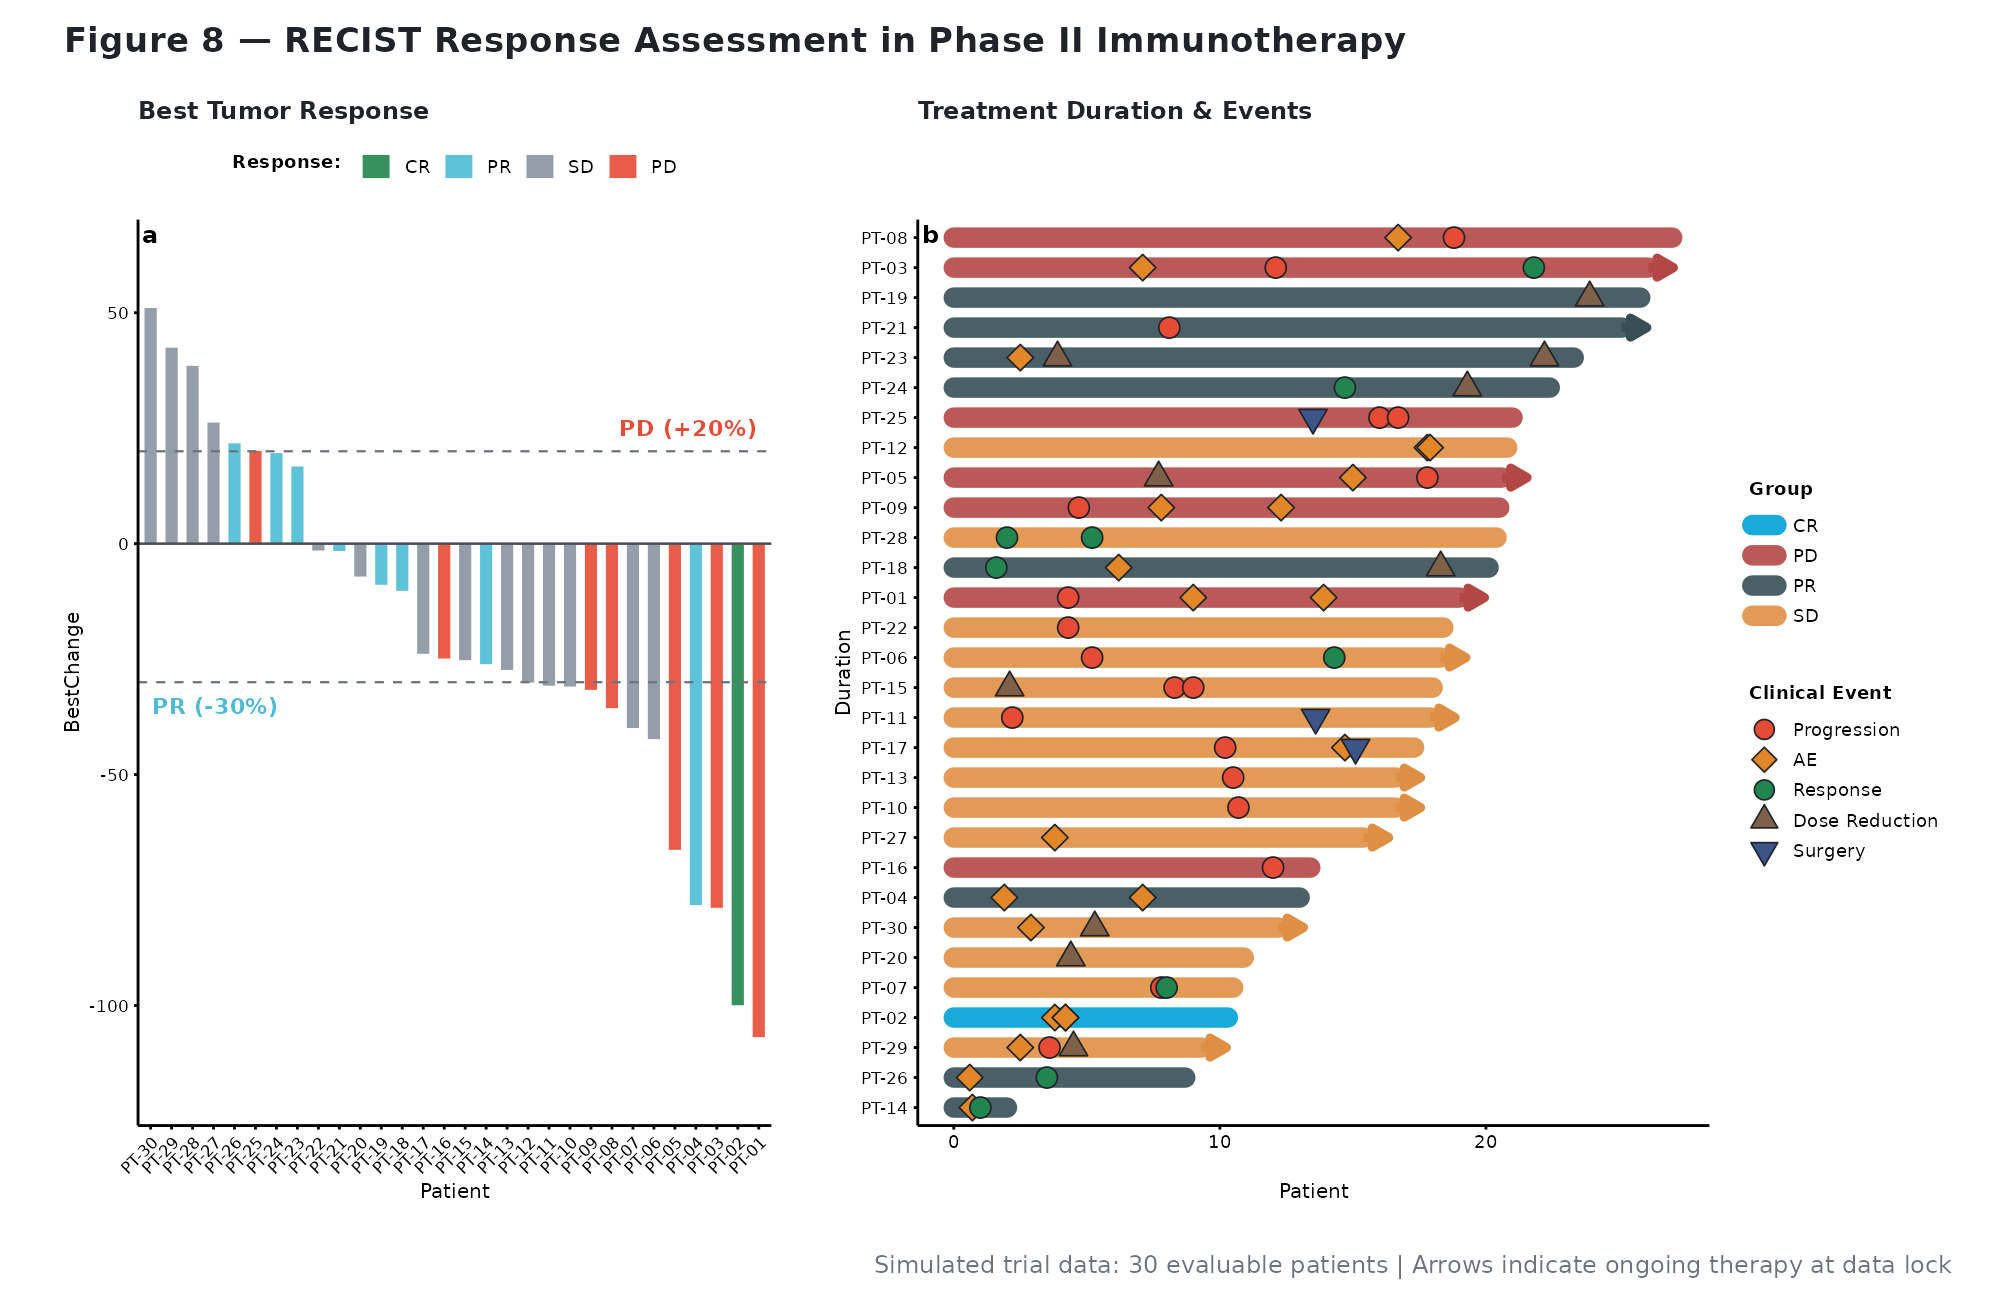 Figure 8 — RECIST Response Assessment in Phase II Immunotherapy
Best Tumor Response
Response: CR PR SD PD
a
50
0
-50
-100
BestChange
PD (+20%)
PR (-30%)
PT-30 PT-29 PT-28 PT-27 PT-26 PT-25 PT-24 PT-23 PT-22 PT-21 PT-20 PT-19 PT-18 PT-17 PT-16 PT-15 PT-14 PT-13 PT-12 PT-11 PT-10 PT-09 PT-08 PT-07 PT-06 PT-05 PT-04 PT-03 PT-02 PT-01
Patient
Treatment Duration & Events
b
PT-08
PT-03
PT-19
PT-21
PT-23
PT-24
PT-25
PT-12
PT-05
PT-09
PT-28
PT-18
PT-01
PT-22
PT-06
PT-15
PT-11
PT-17
PT-13
PT-10
PT-27
PT-16
PT-04
PT-30
PT-20
PT-07
PT-02
PT-29
PT-26
PT-14
Duration
0 10 20
Patient
Group
CR
PD
PR
SD
Clinical Event
Progression
AE
Response
Dose Reduction
Surgery
Simulated trial data: 30 evaluable patients | Arrows indicate ongoing therapy at data lock